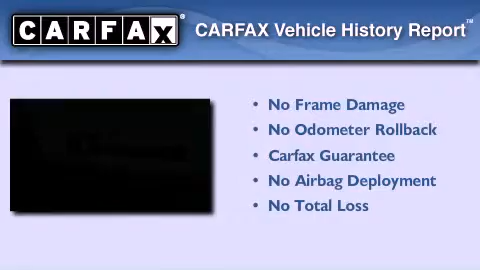 CARFAX®
CARFAX Vehicle History Report™
• No Frame Damage
• No Odometer Rollback
• Carfax Guarantee
• No Airbag Deployment
• No Total Loss